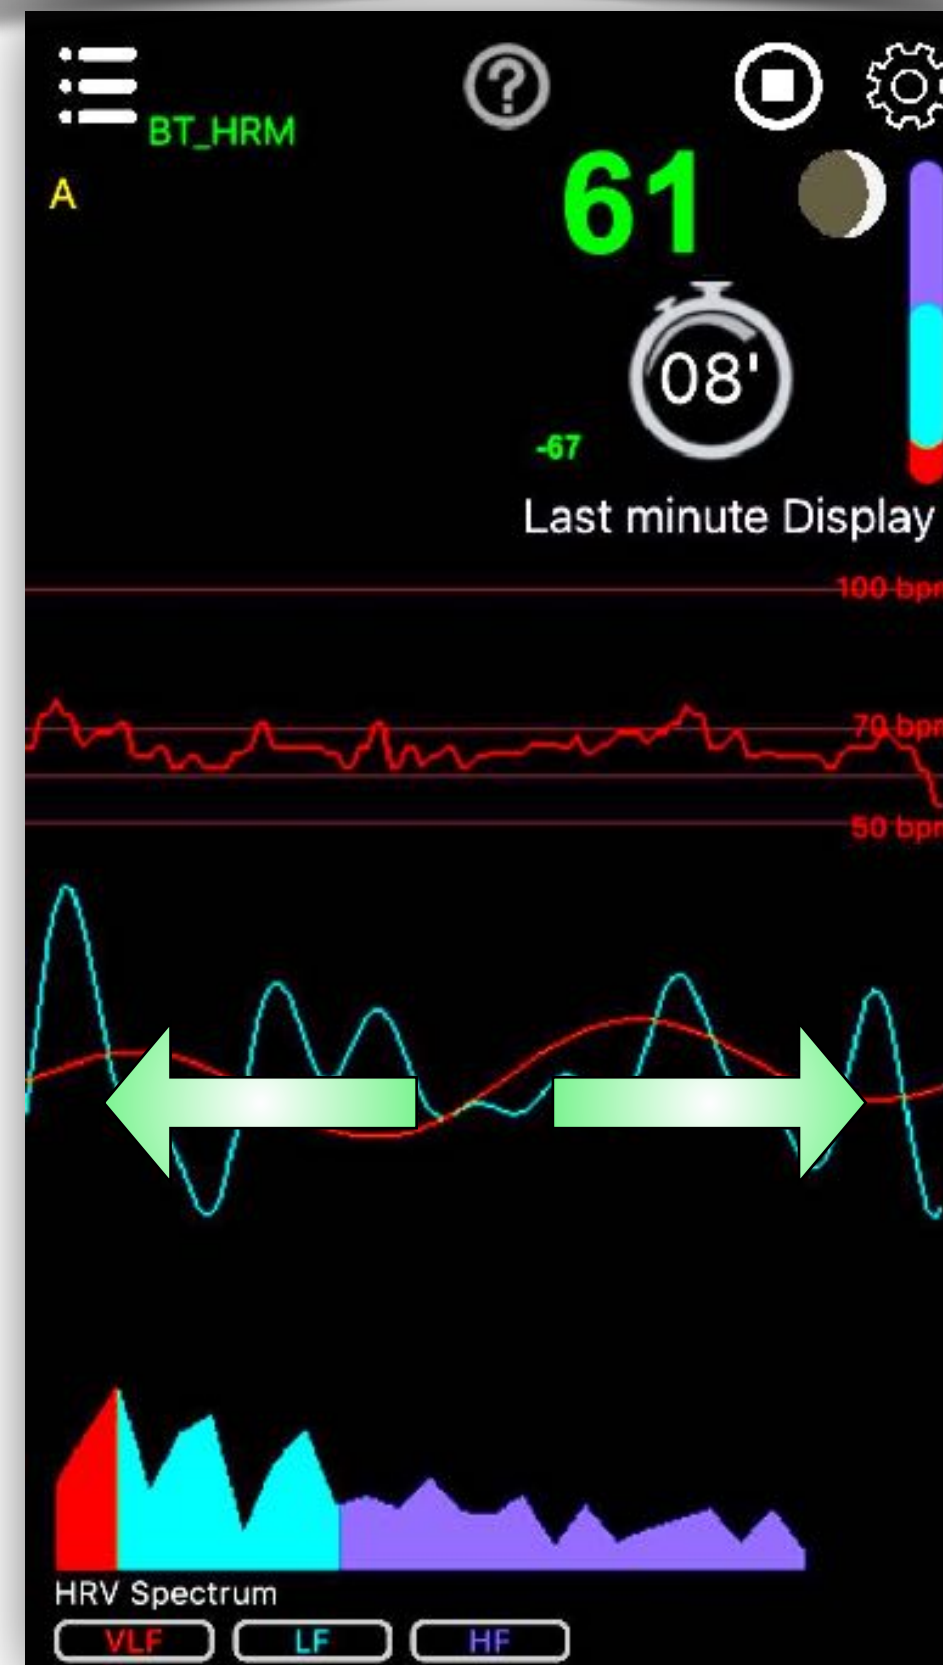 ?
BT_HRM
A
61
08'
-67
Last minute Display
100 bpm
70 bpm
50 bpm
HRV Spectrum
VLF
LF
HF